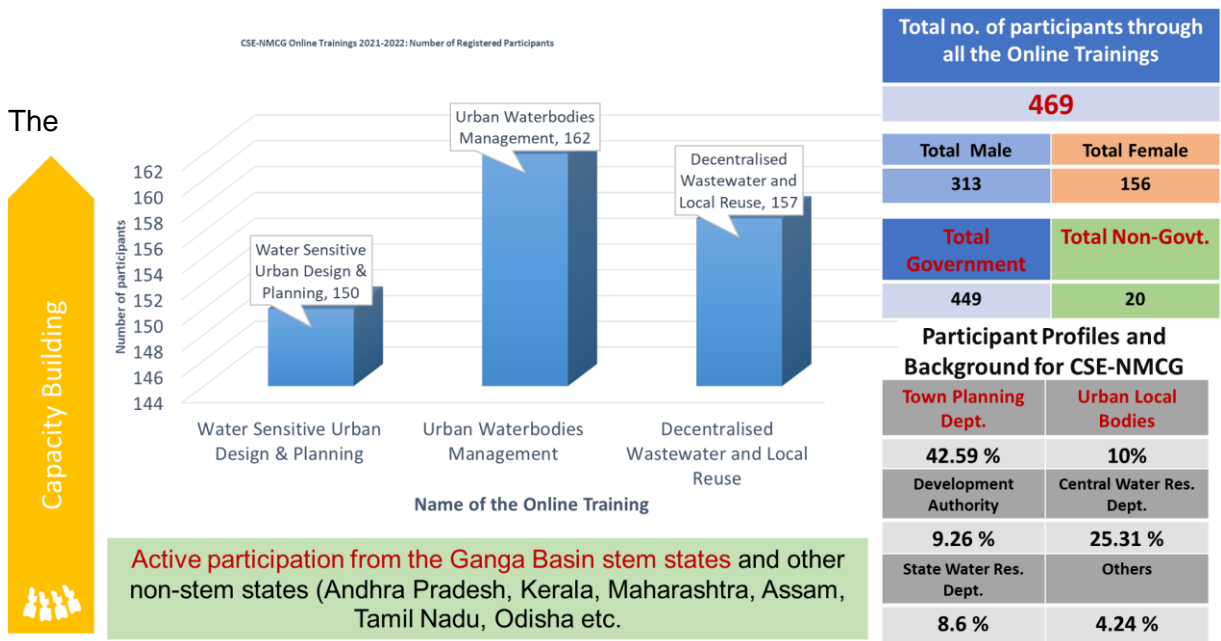 The
Capacity Building
CSE-NMCG Online Trainings 2021-2022: Number of Registered Participants
Number of participants
162
160
158
156
154
152
150
148
146
144
Water Sensitive
Urban Design &
Planning, 150
Urban Waterbodies
Management, 162
Decentralised
Wastewater and
Local Reuse, 157
Water Sensitive Urban
Design & Planning
Urban Waterbodies
Management
Decentralised
Wastewater and Local
Reuse
Name of the Online Training
Active participation from the Ganga Basin stem states and other
non-stem states (Andhra Pradesh, Kerala, Maharashtra, Assam,
Tamil Nadu, Odisha etc.
Total no. of participants through
all the Online Trainings
469
Total Male
Total Female
313
156
Total
Government
Total Non-Govt.
449
20
Participant Profiles and
Background for CSE-NMCG
Town Planning
Dept.
Urban Local
Bodies
42.59 %
10%
Development
Authority
Central Water Res.
Dept.
9.26 %
25.31 %
State Water Res.
Dept.
Others
8.6 %
4.24 %